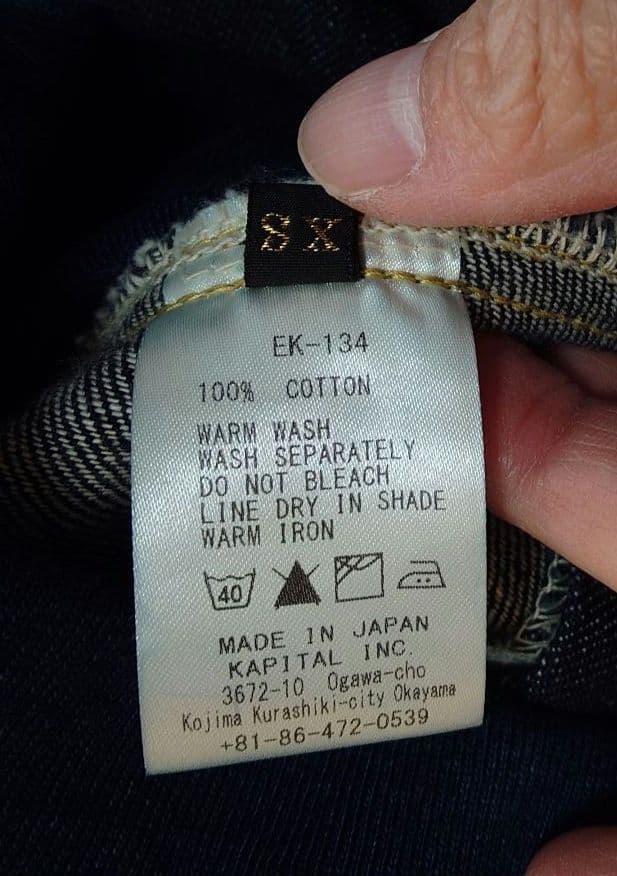 XS
EK-134
100% COTTON
WARM WASH
WASH SEPARATELY
DO NOT BLEACH
LINE DRY IN SHADE
WARM IRON
40
MADE IN JAPAN
KAPITAL INC.
3672-10 Ogawa-cho
Kojima Kurashiki-city Okayama
+81-86-472-0539